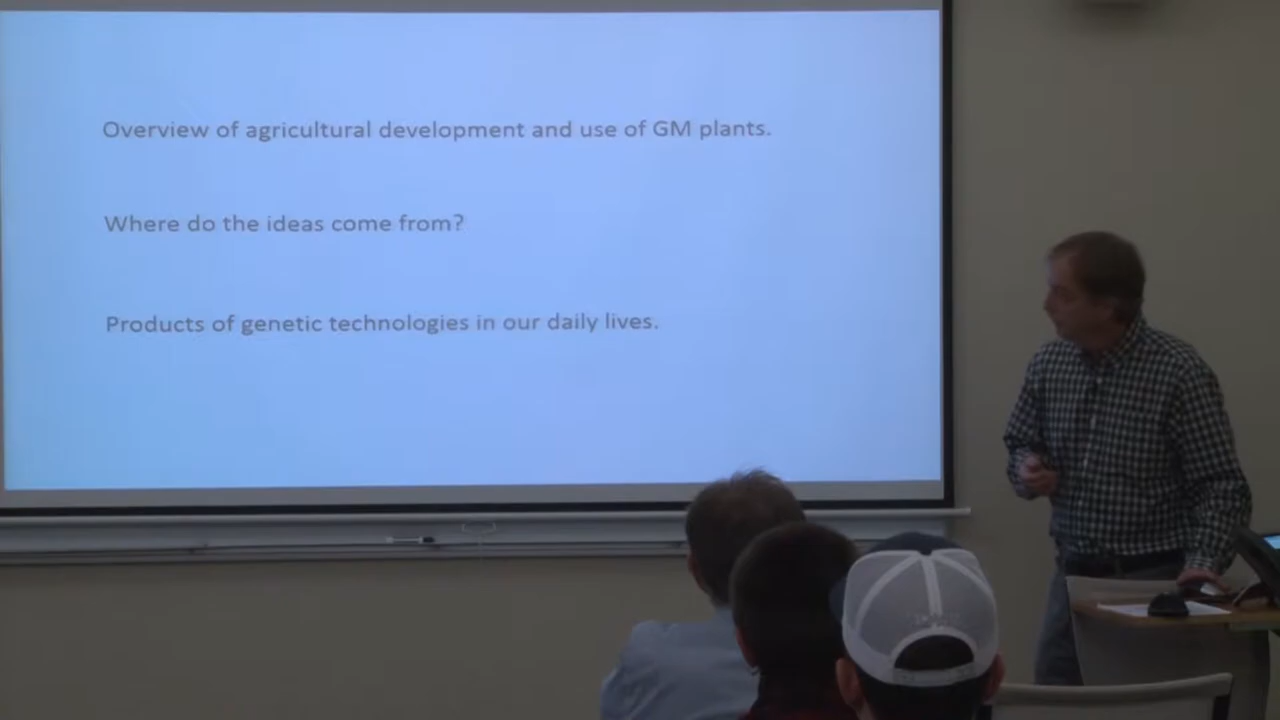 Overview of agricultural development and use of GM plants.
Where do the ideas come from?
Products of genetic technologies in our daily lives.